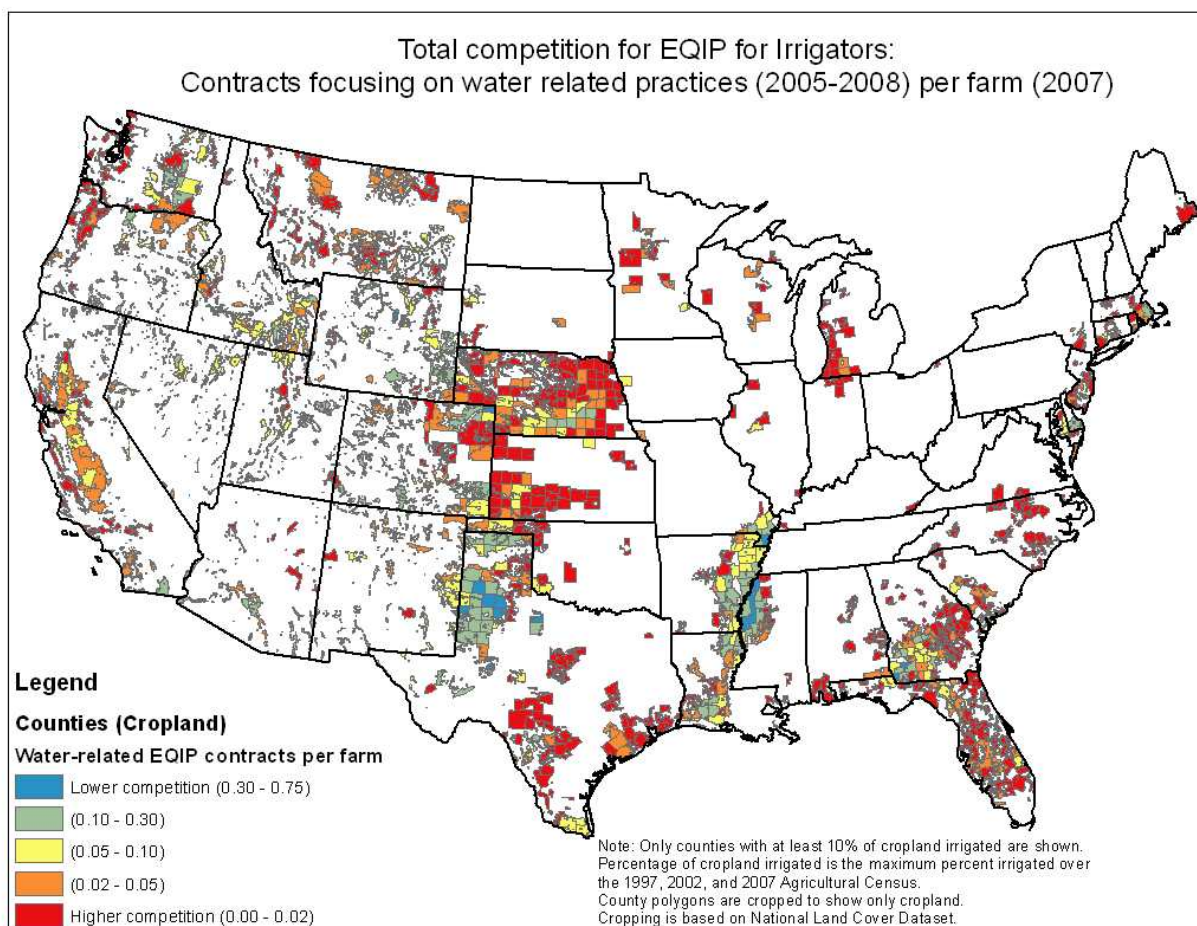 Total competition for EQIP for Irrigators:
Contracts focusing on water related practices (2005-2008) per farm (2007)
Legend
Counties (Cropland)
Water-related EQIP contracts per farm
Lower competition (0.30 - 0.75)
(0.10 - 0.30)
(0.05 - 0.10)
(0.02 - 0.05)
Higher competition (0.00 - 0.02)
Note: Only counties with at least 10% of cropland irrigated are shown.
Percentage of cropland irrigated is the maximum percent irrigated over
the 1997, 2002, and 2007 Agricultural Census.
County polygons are cropped to show only cropland.
Cropping is based on National Land Cover Dataset.